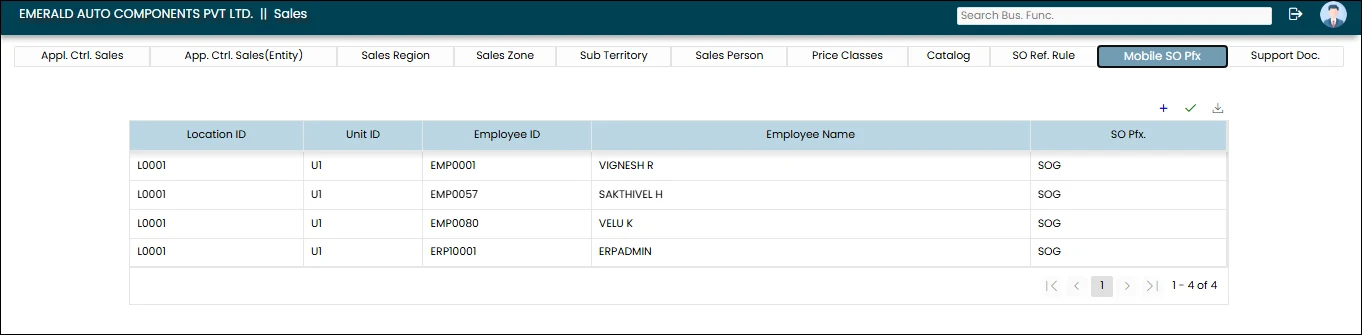 EMERALD AUTO COMPONENTS PVT LTD. || Sales
Search Bus. Func.
Appl. Ctrl. Sales App. Ctrl. Sales(Entity) Sales Region Sales Zone Sub Territory Sales Person Price Classes Catalog SO Ref. Rule Mobile SO Pfx Support Doc.
Location ID Unit ID Employee ID Employee Name SO Pfx.
L0001 U1 EMP0001 VIGNESH R SOG
L0001 U1 EMP0057 SAKTHIVEL H SOG
L0001 U1 EMP0080 VELU K SOG
L0001 U1 ERP10001 ERPADMIN SOG
1 1 - 4 of 4